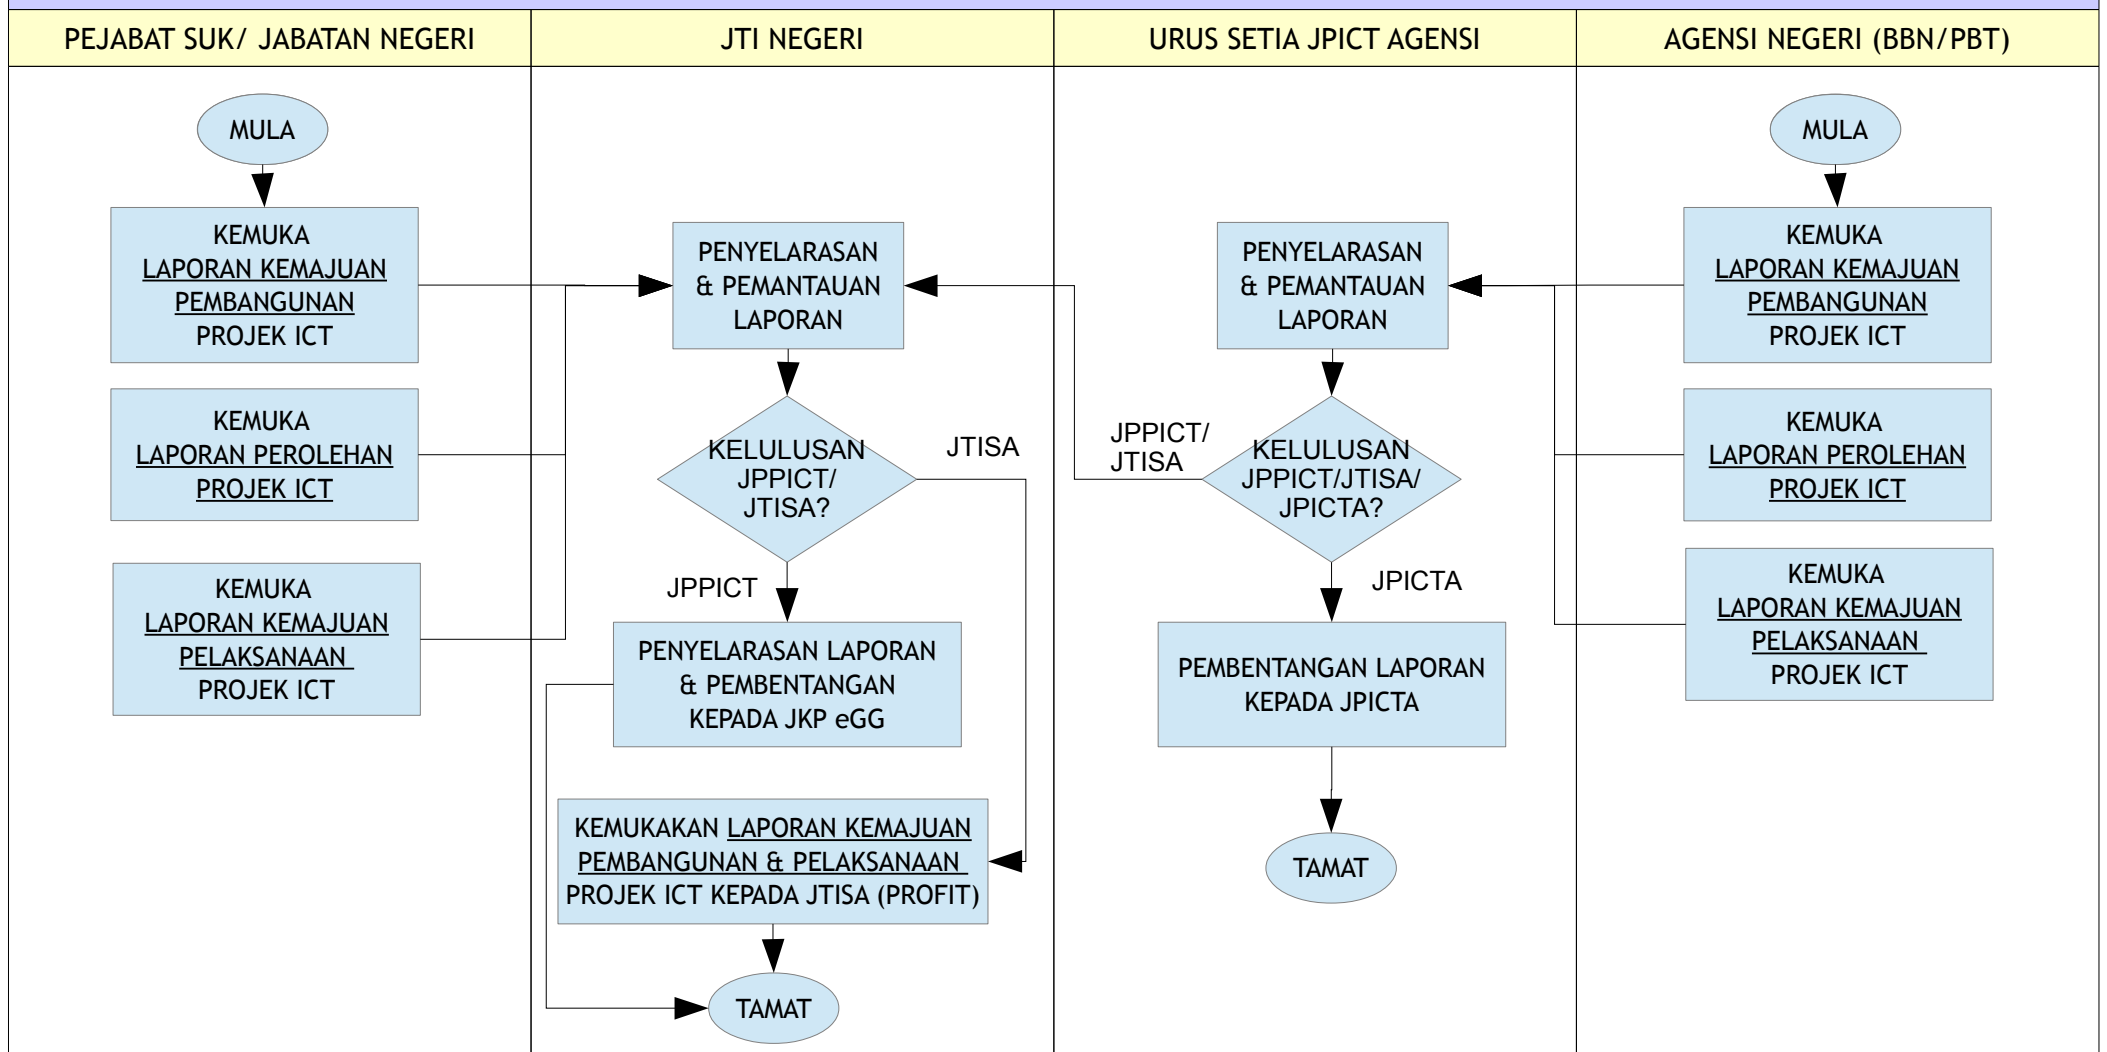 PEJABAT SUK/ JABATAN NEGERI
JTI NEGERI
URUS SETIA JPICT AGENSI
AGENSI NEGERI (BBN/PBT)
MULA
KEMUKA
LAPORAN KEMAJUAN
PEMBANGUNAN
PROJEK ICT
KEMUKA
LAPORAN PEROLEHAN
PROJEK ICT
KEMUKA
LAPORAN KEMAJUAN
PELAKSANAAN
PROJEK ICT
PENYELARASAN
& PEMANTAUAN
LAPORAN
KELULUSAN
JPPICT/
JTISA?
JTISA
JPPICT
PENYELARASAN LAPORAN
& PEMBENTANGAN
KEPADA JKP eGG
KEMUKAKAN LAPORAN KEMAJUAN
PEMBANGUNAN & PELAKSANAAN
PROJEK ICT KEPADA JTISA (PROFIT)
TAMAT
PENYELARASAN
& PEMANTAUAN
LAPORAN
JPPICT/
JTISA
KELULUSAN
JPPICT/JTISA/
JPICTA?
JPICTA
PEMBENTANGAN LAPORAN
KEPADA JPICTA
TAMAT
MULA
KEMUKA
LAPORAN KEMAJUAN
PEMBANGUNAN
PROJEK ICT
KEMUKA
LAPORAN PEROLEHAN
PROJEK ICT
KEMUKA
LAPORAN KEMAJUAN
PELAKSANAAN
PROJEK ICT